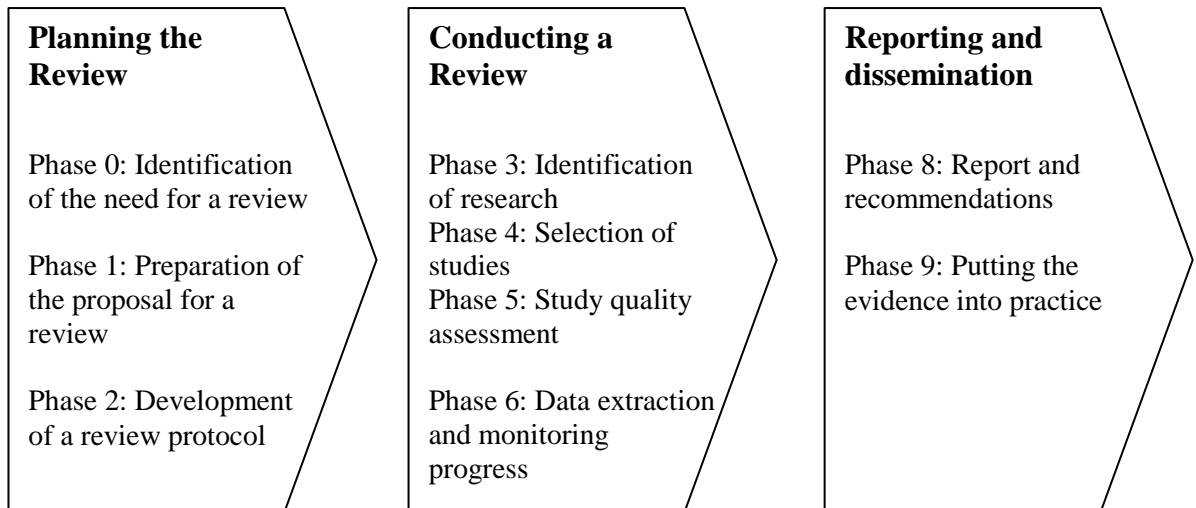 Planning the
Review
Phase 0: Identification
of the need for a review
Phase 1: Preparation of
the proposal for a
review
Phase 2: Development
of a review protocol
Conducting a
Review
Phase 3: Identification
of research
Phase 4: Selection of
studies
Phase 5: Study quality
assessment
Phase 6: Data extraction
and monitoring
progress
Reporting and
dissemination
Phase 8: Report and
recommendations
Phase 9: Putting the
evidence into practice